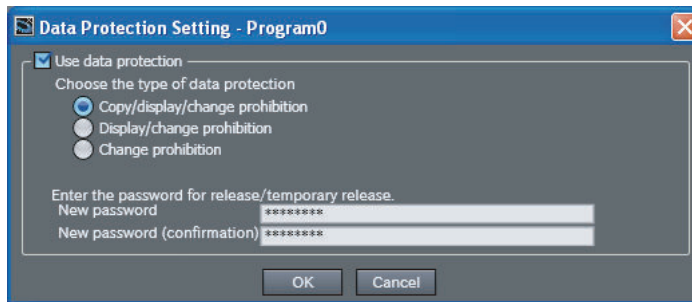 Data Protection Setting - Program0
Use data protection
Choose the type of data protection
Copy/display/change prohibition
Display/change prohibition
Change prohibition
Enter the password for release/temporary release.
New password ********
New password (confirmation) ********
OK Cancel